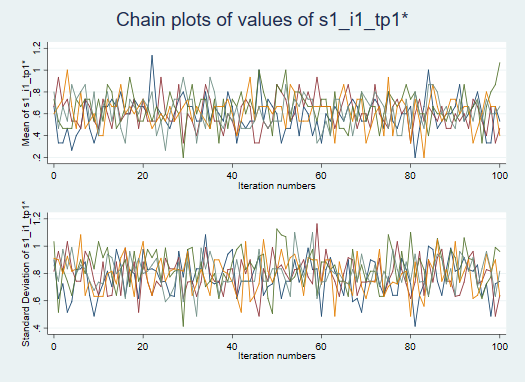 Chain plots of values of s1_i1_tp1*
Mean of s1_i1_tp1*
1.2
1
.8
.6
.4
.2
0 20 40 60 80 100
Iteration numbers
Standard Deviation of s1_i1_tp1*
1.2
1
.8
.6
.4
0 20 40 60 80 100
Iteration numbers